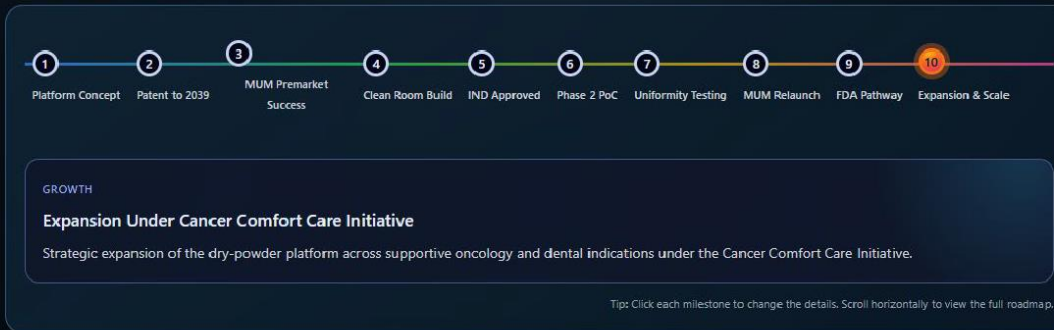 1 2 3 4 5 6 7 8 9 10
Platform Concept Patent to 2039 MUM Premarket Success Clean Room Build IND Approved Phase 2 PoC Uniformity Testing MUM Relaunch FDA Pathway Expansion & Scale
GROWTH
Expansion Under Cancer Comfort Care Initiative
Strategic expansion of the dry-powder platform across supportive oncology and dental indications under the Cancer Comfort Care Initiative.
Tip: Click each milestone to change the details. Scroll horizontally to view the full roadmap.